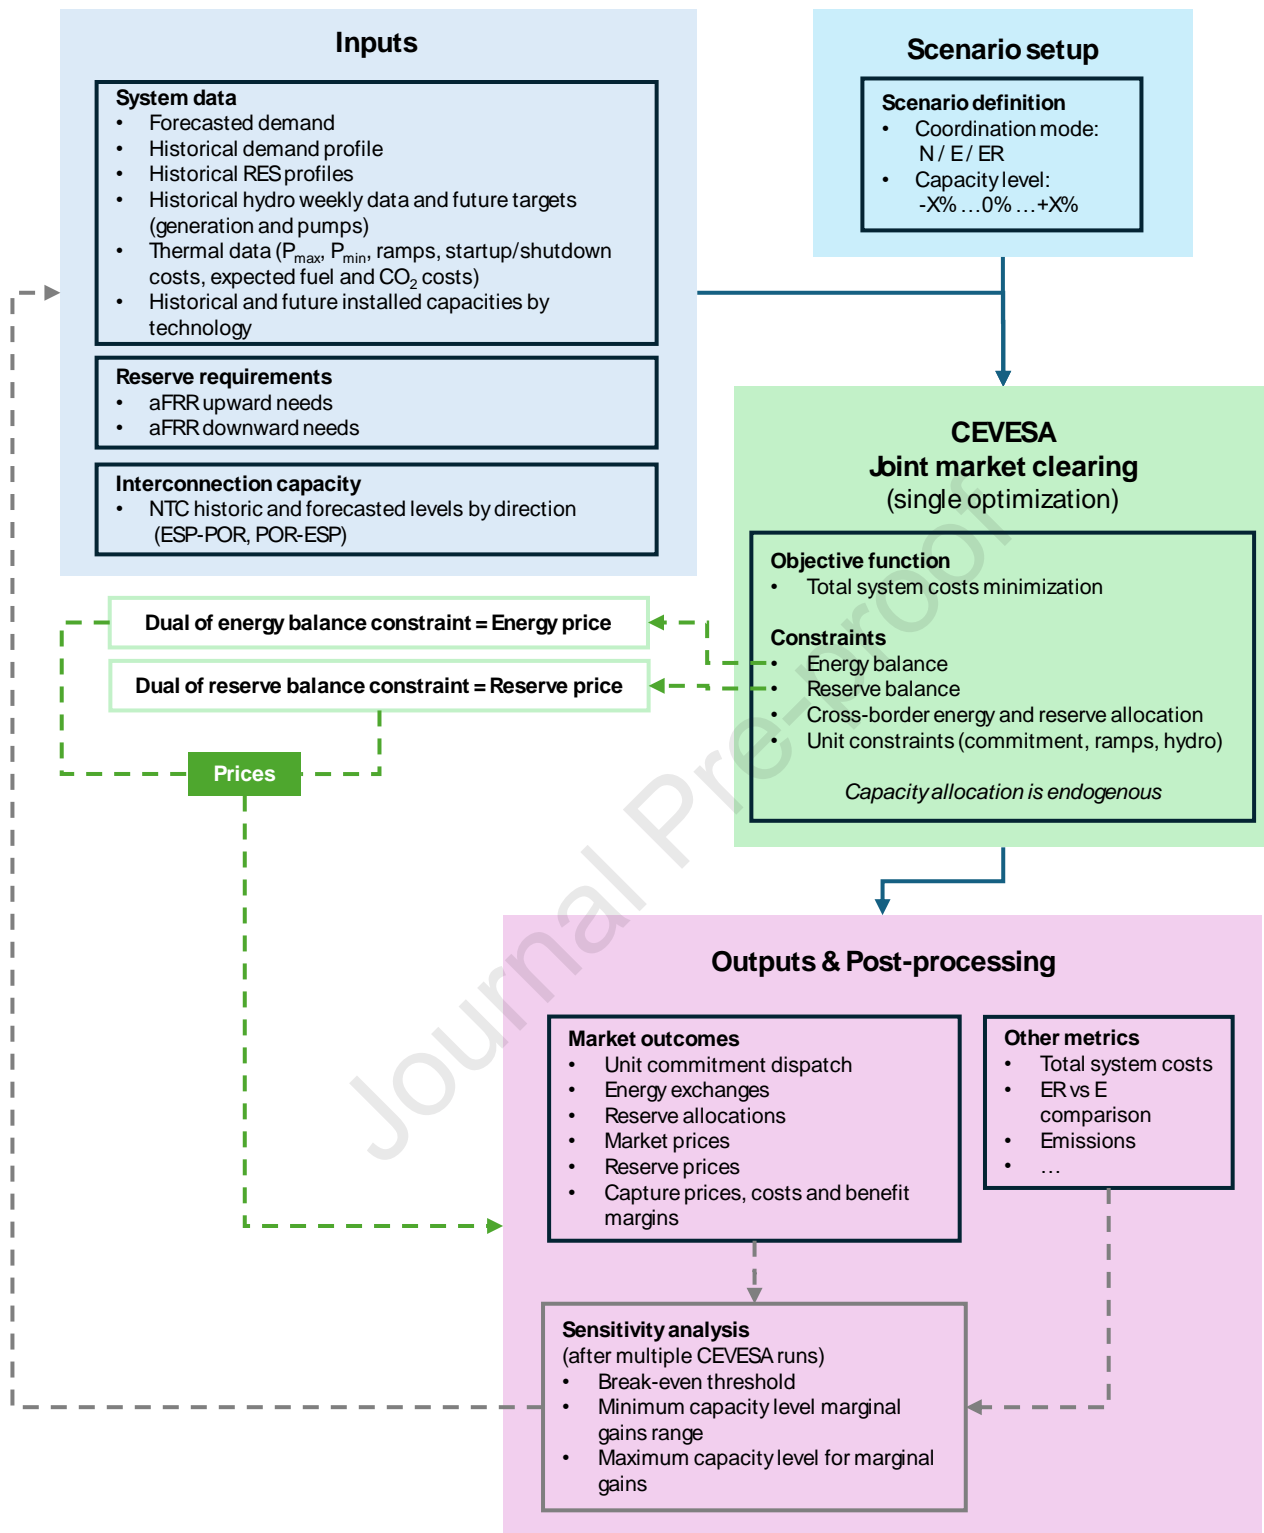 Inputs
System data
• Forecasted demand
• Historical demand profile
• Historical RES profiles
• Historical hydro weekly data and future targets
(generation and pumps)
• Thermal data (Pmax, Pmin, ramps, startup/shutdown
costs, expected fuel and CO2 costs)
• Historical and future installed capacities by
technology
Reserve requirements
• aFRR upward needs
• aFRR downward needs
Interconnection capacity
• NTC historic and forecasted levels by direction
(ESP-POR, POR-ESP)
Scenario setup
Scenario definition
• Coordination mode:
N / E / ER
• Capacity level:
-X% …0% …+X%
CEVESA
Joint market clearing
(single optimization)
Objective function
• Total system costs minimization
Constraints
• Energy balance
• Reserve balance
• Cross-border energy and reserve allocation
• Unit constraints (commitment, ramps, hydro)
Capacity allocation is endogenous
Dual of energy balance constraint = Energy price
Dual of reserve balance constraint = Reserve price
Prices
Outputs & Post-processing
Market outcomes
• Unit commitment dispatch
• Energy exchanges
• Reserve allocations
• Market prices
• Reserve prices
• Capture prices, costs and benefit
margins
Other metrics
• Total system costs
• ER vs E
comparison
• Emissions
• …
Sensitivity analysis
(after multiple CEVESA runs)
• Break-even threshold
• Minimum capacity level marginal
gains range
• Maximum capacity level for marginal
gains
Journal Pre-proof